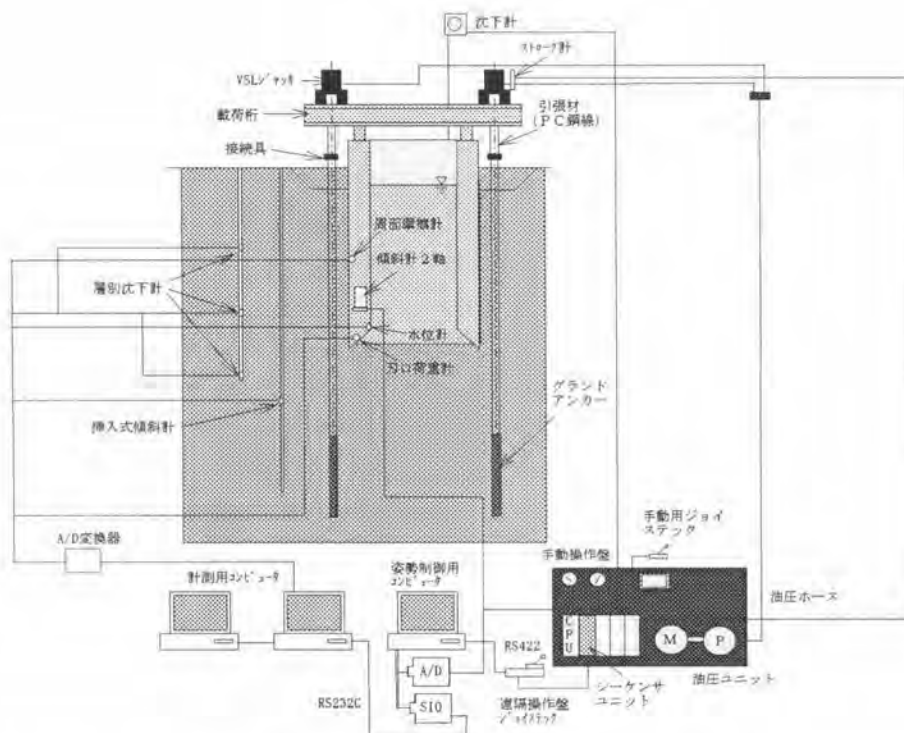 沈下計
ストローク計
VSLジャッキ
載荷桁
引張材
(PC鋼線)
接続具
周面摩擦計
傾斜計2軸
層別沈下計
水位計
刃口荷重計
グランド
アンカー
挿入式傾斜計
手動用ジョイ
ステック
A/D変換器
手動操作盤
計測用コンピュータ
姿勢制御用
コンピュータ
油圧ホース
C
P
U
M
P
RS422
A/D
シーケンサ
ユニット
油圧ユニット
遠隔操作盤
ジョイステック
RS232C
SIO